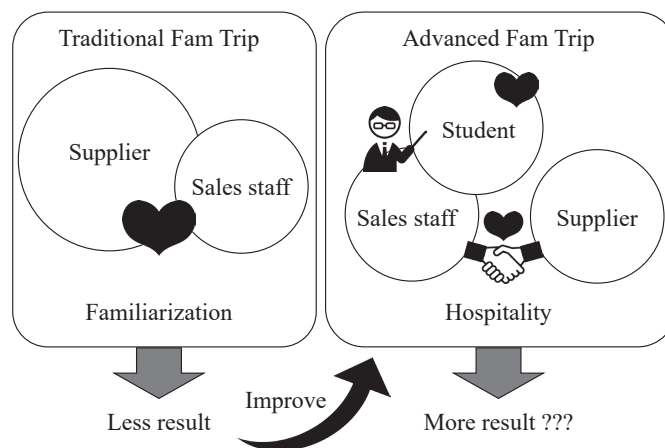 Traditional Fam Trip
Supplier
Sales staff
Familiarization
Less result
Improve
Advanced Fam Trip
Student
Sales staff
Supplier
Hospitality
More result ???